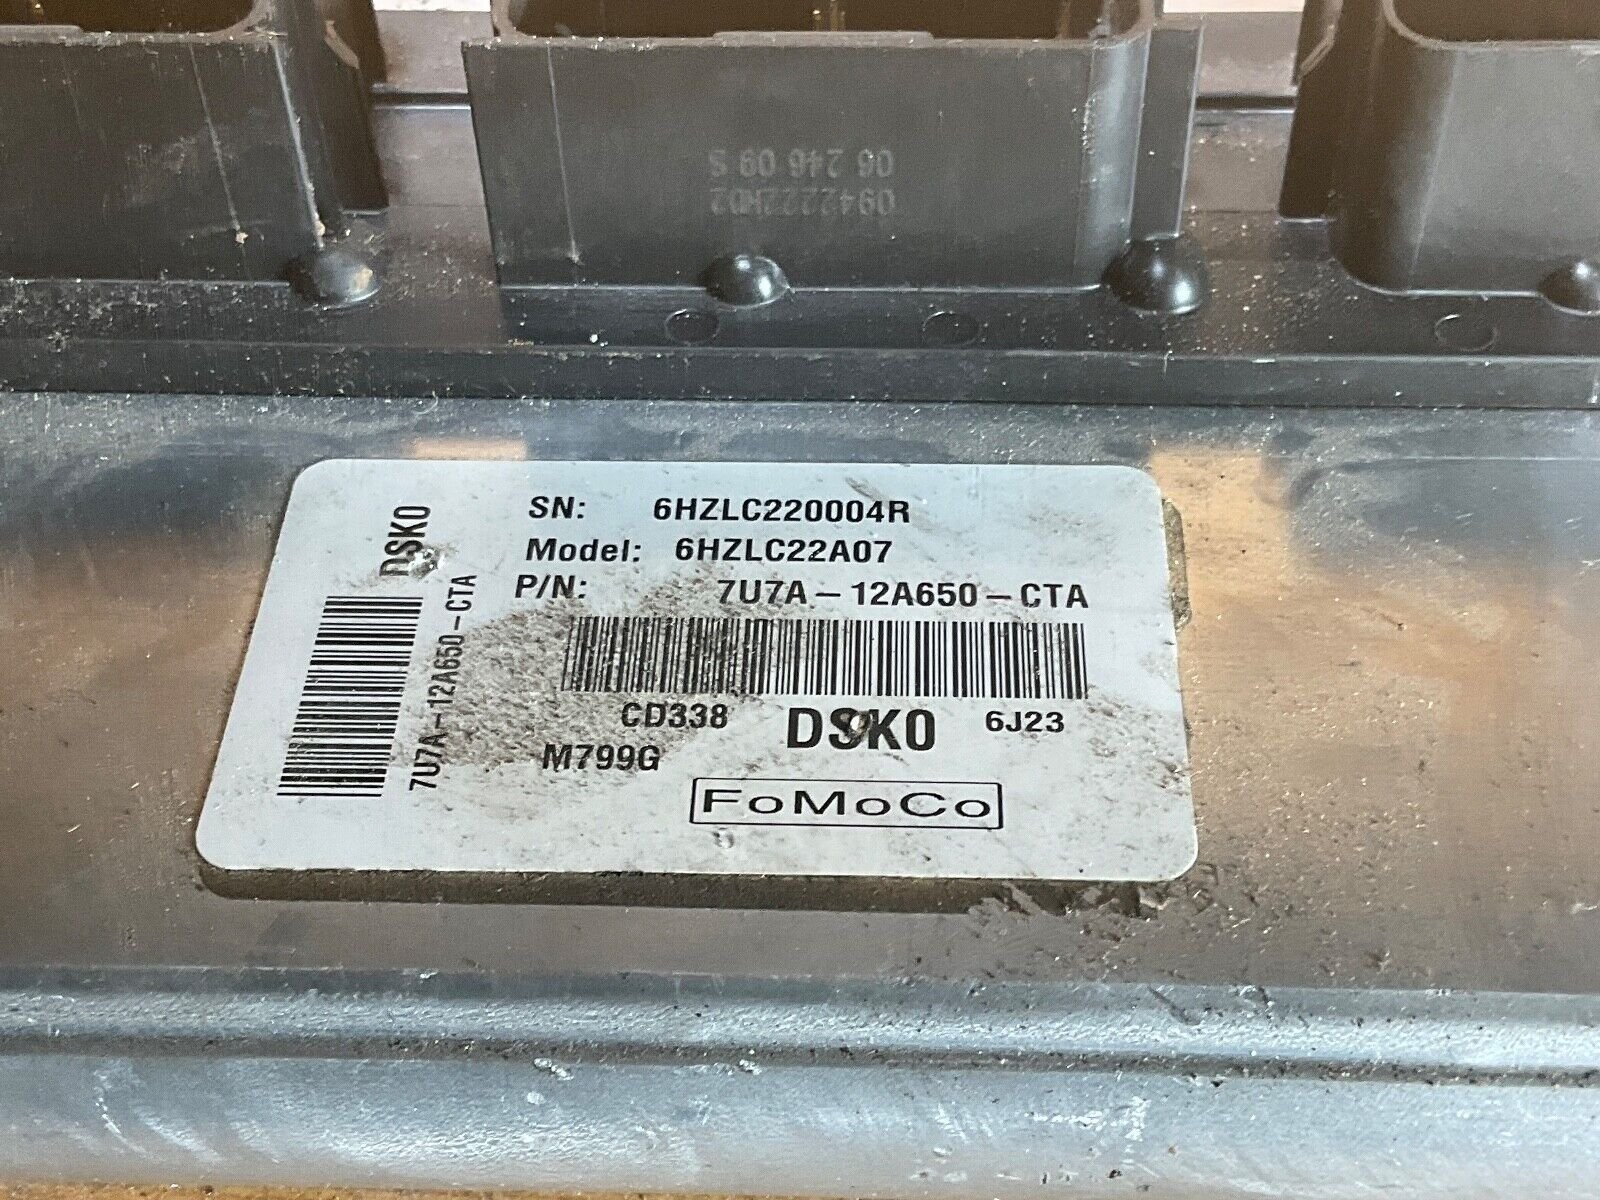 06 246 09 S
0942222M02
DSK0
7U7A-12A650-CTA
SN: 6HZLC220004R
Model: 6HZLC22A07
P/N: 7U7A-12A650-CTA
CD338 DSK0 6J23
M799G
FoMoCo